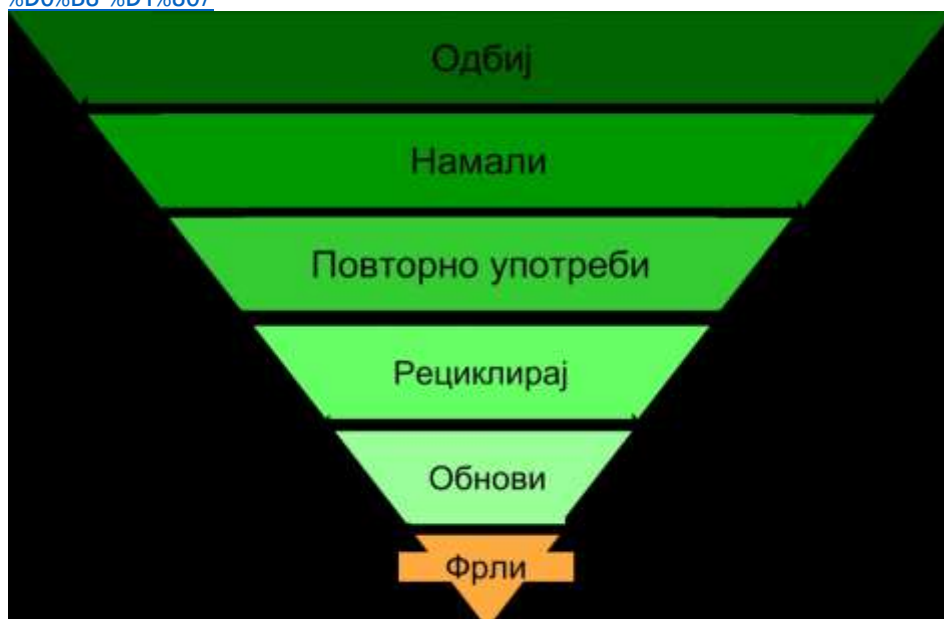 Одбиј
Намали
Повторно употреби
Рециклирај
Обнови
Фрли